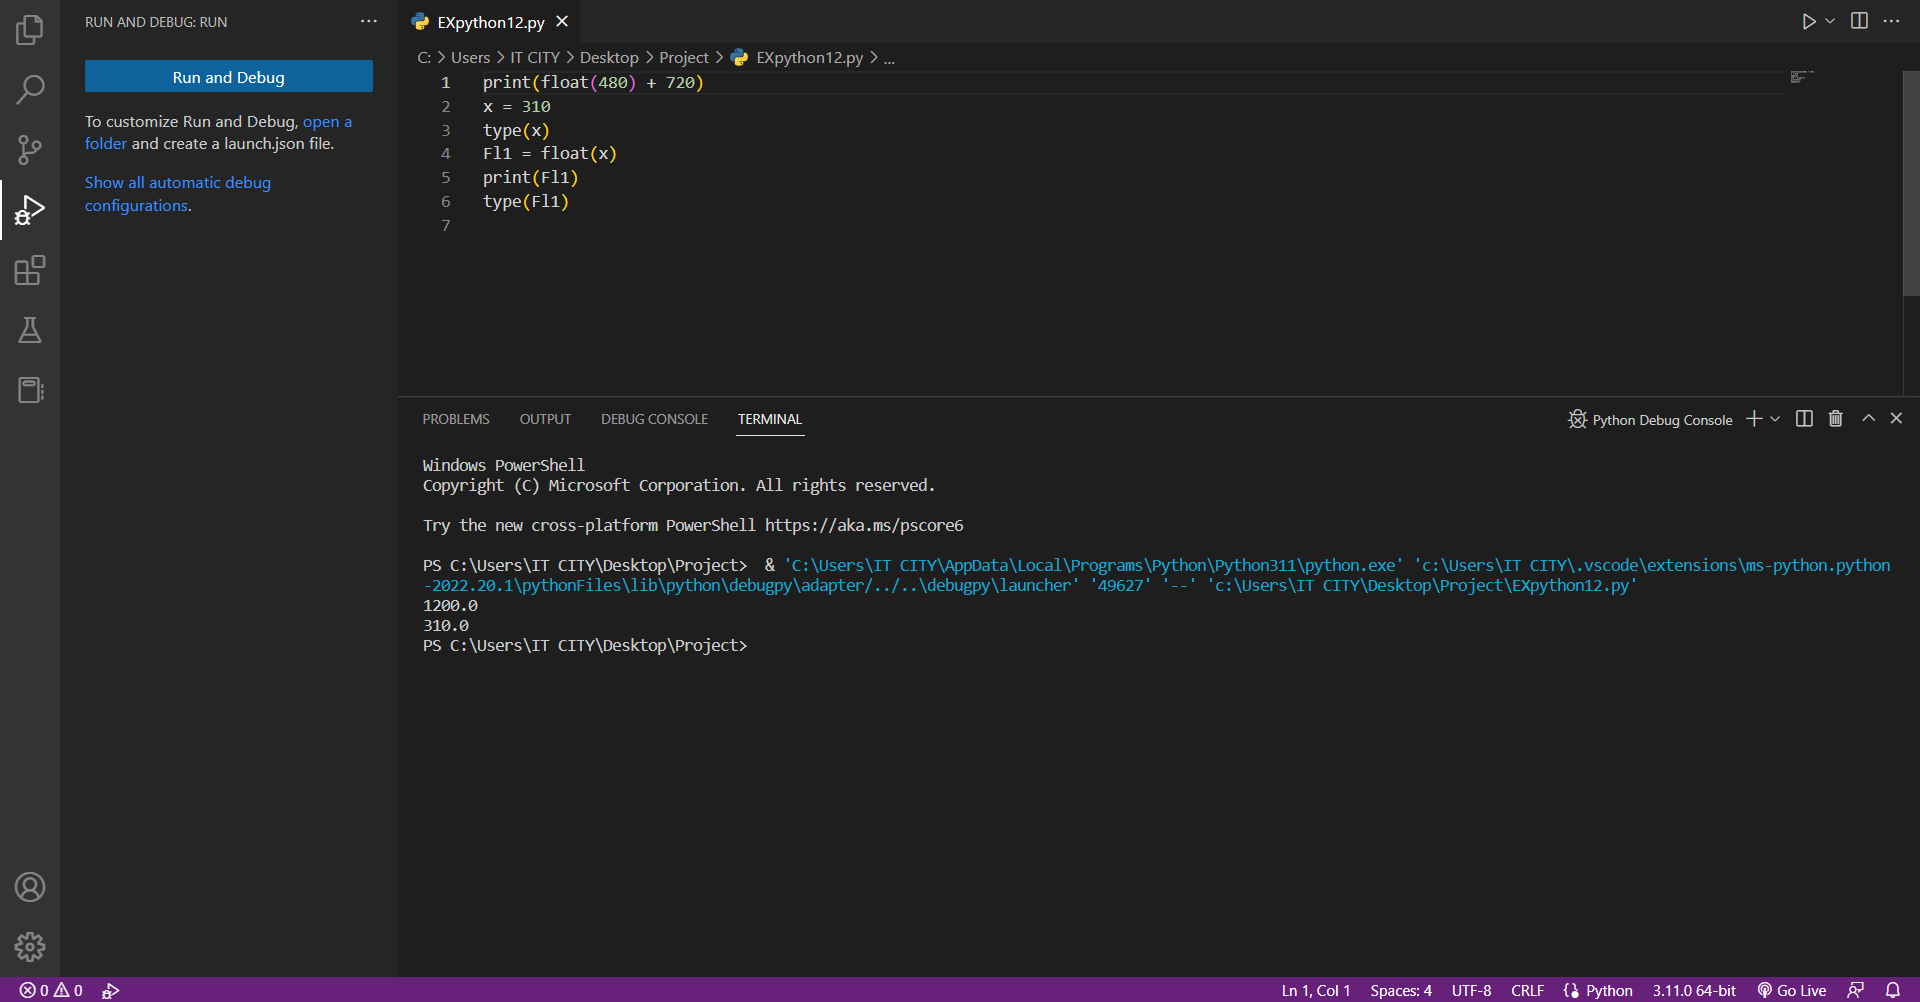 RUN AND DEBUG: RUN
Run and Debug
To customize Run and Debug, open a
folder and create a launch.json file.
Show all automatic debug
configurations.
EXpython12.py
C: > Users > IT CITY > Desktop > Project > EXpython12.py > ...
1 print(float(480) + 720)
2 x = 310
3 type(x)
4 Fl1 = float(x)
5 print(Fl1)
6 type(Fl1)
7
PROBLEMS OUTPUT DEBUG CONSOLE TERMINAL
Python Debug Console
Windows PowerShell
Copyright (C) Microsoft Corporation. All rights reserved.
Try the new cross-platform PowerShell https://aka.ms/pscore6
PS C:\Users\IT CITY\Desktop\Project>  & 'C:\Users\IT CITY\AppData\Local\Programs\Python\Python311\python.exe' 'c:\Users\IT CITY\.vscode\extensions\ms-python.python
-2022.20.1\pythonFiles\lib\python\debugpy\adapter/../..\debugpy\launcher' '49627' '--' 'c:\Users\IT CITY\Desktop\Project\EXpython12.py'
1200.0
310.0
PS C:\Users\IT CITY\Desktop\Project>
0 0
Ln 1, Col 1 Spaces: 4 UTF-8 CRLF Python 3.11.0 64-bit Go Live